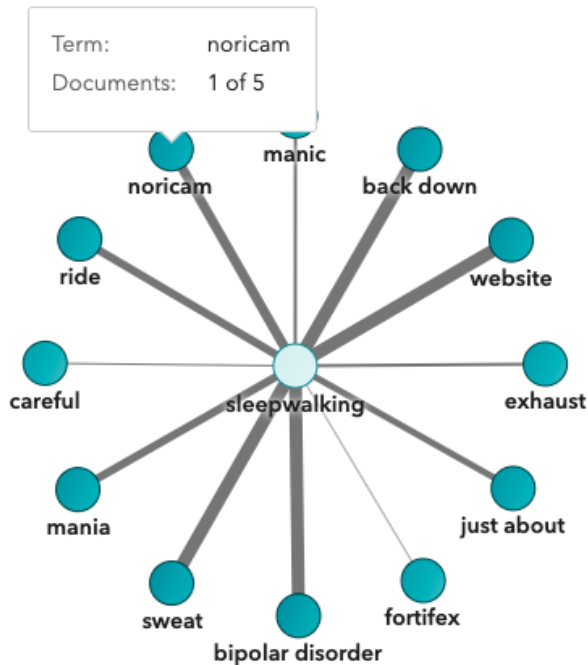 Term: noricam
Documents: 1 of 5
manic
noricam
back down
ride
website
careful
sleepwalking
exhaust
mania
just about
sweat
fortifex
bipolar disorder